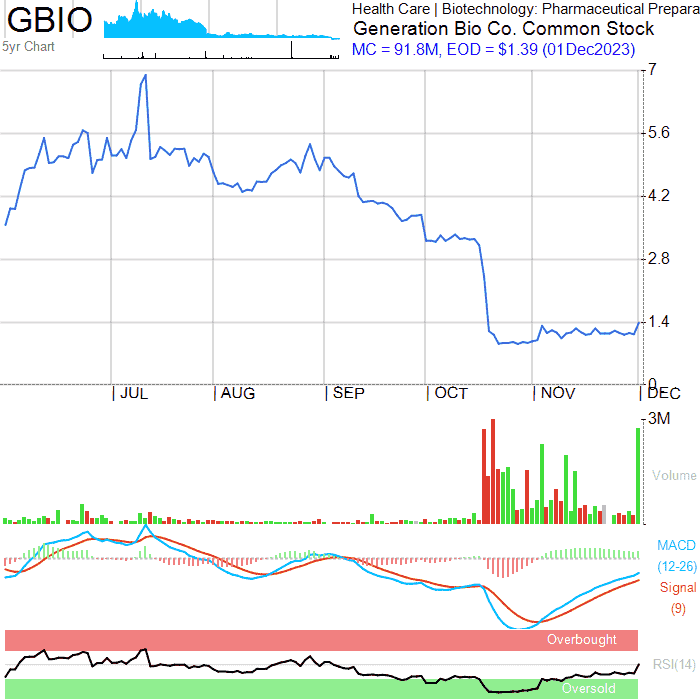 GBIO
Health Care | Biotechnology: Pharmaceutical Prepara
Generation Bio Co. Common Stock
5yr Chart
MC = 91.8M, EOD = $1.39 (01Dec2023)
7
5.6
4.2
2.8
1.4
0
JUL
AUG
SEP
OCT
NOV
DEC
3M
Volume
MACD
(12-26)
Signal
(9)
Overbought
RSI(14)
Oversold